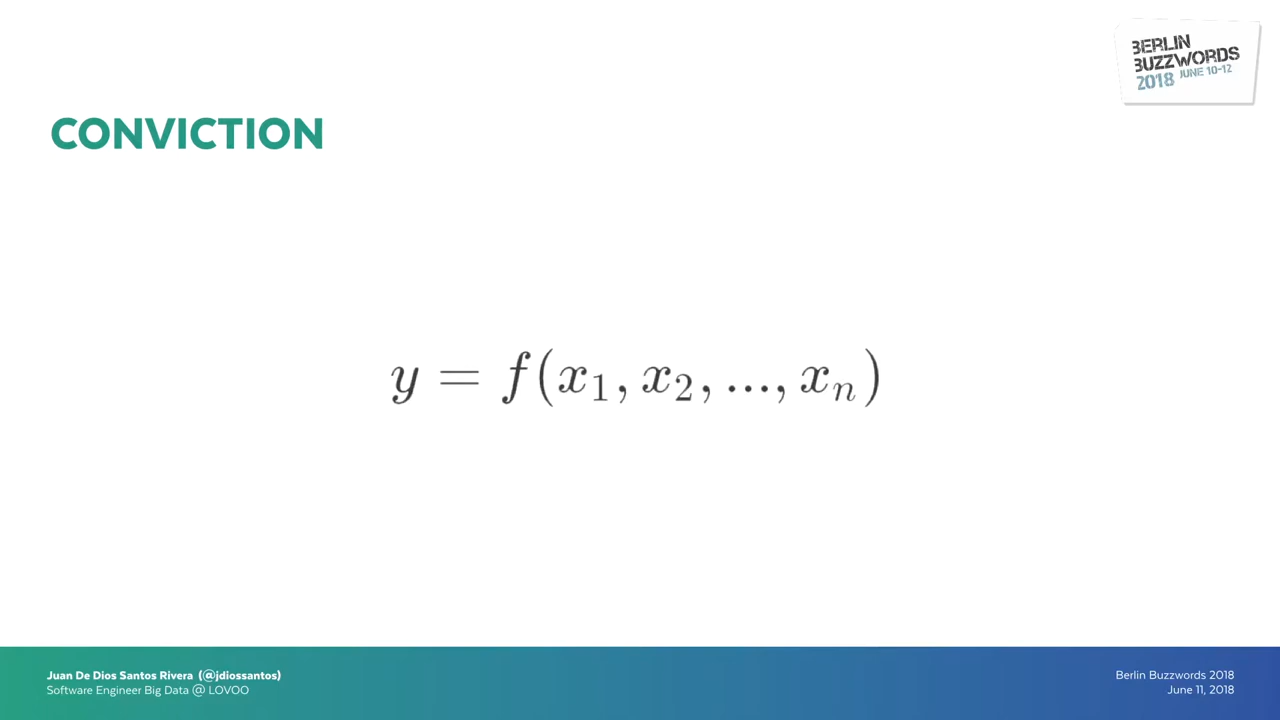 BERLIN
BUZZWORDS
2018 JUNE 10-12
CONVICTION
y = f(x₁, x₂, ..., xₙ)
Juan De Dios Santos Rivera (@jdiossantos)
Software Engineer Big Data @ LOVOO
Berlin Buzzwords 2018
June 11, 2018